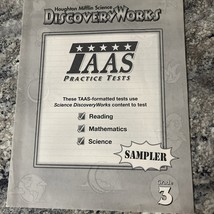 Houghton Mifflin Science
DISCOVERYWORKS
TAAS
PRACTICE TESTS
These TAAS-formatted tests use
Science DiscoveryWorks content to test
Reading
Mathematics
Science
SAMPLER
Grade
3